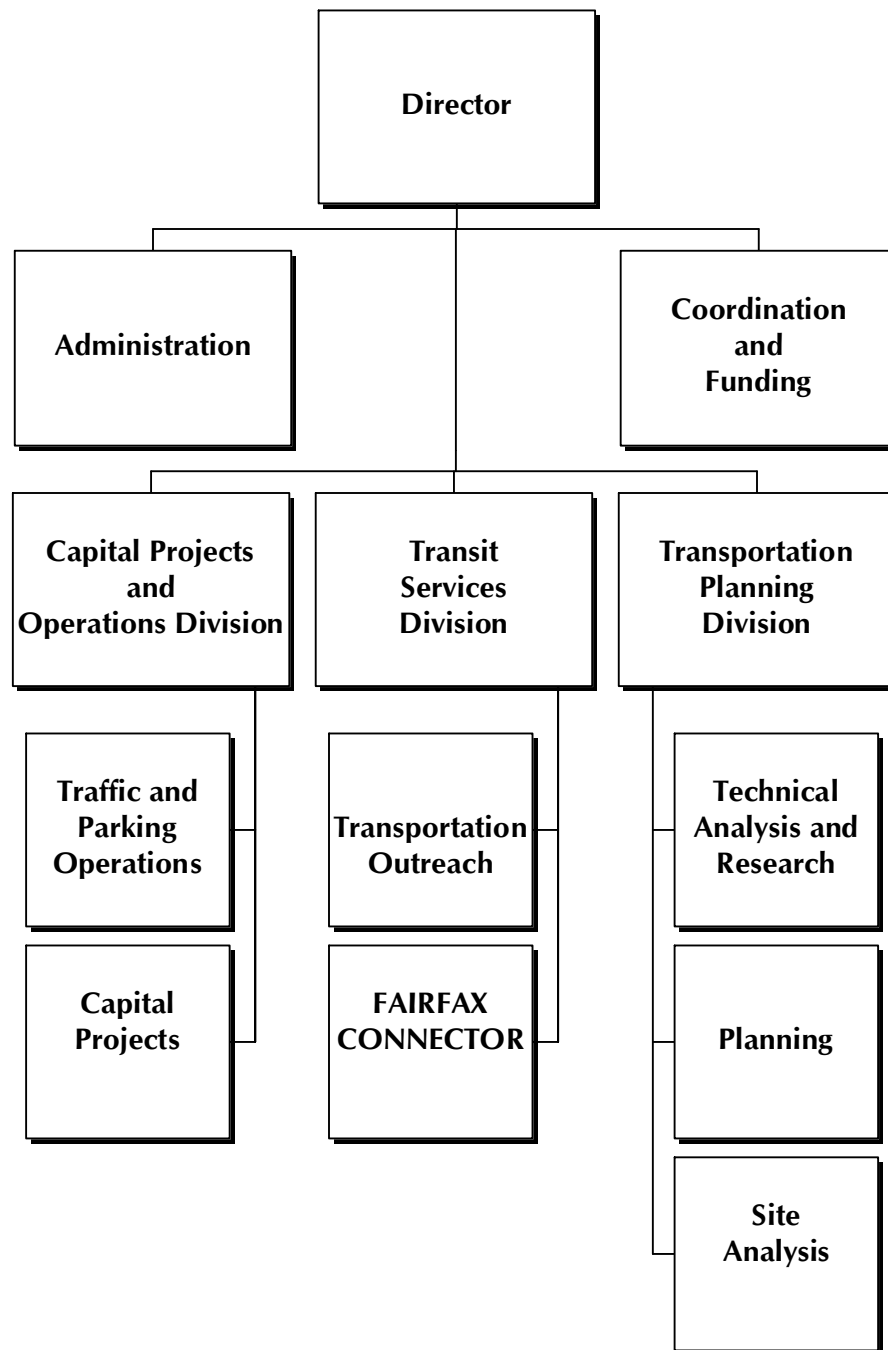 Director
Administration
Coordination
and
Funding
Capital Projects
and
Operations Division
Transit
Services
Division
Transportation
Planning
Division
Traffic and
Parking
Operations
Transportation
Outreach
Technical
Analysis and
Research
Capital
Projects
FAIRFAX
CONNECTOR
Planning
Site
Analysis